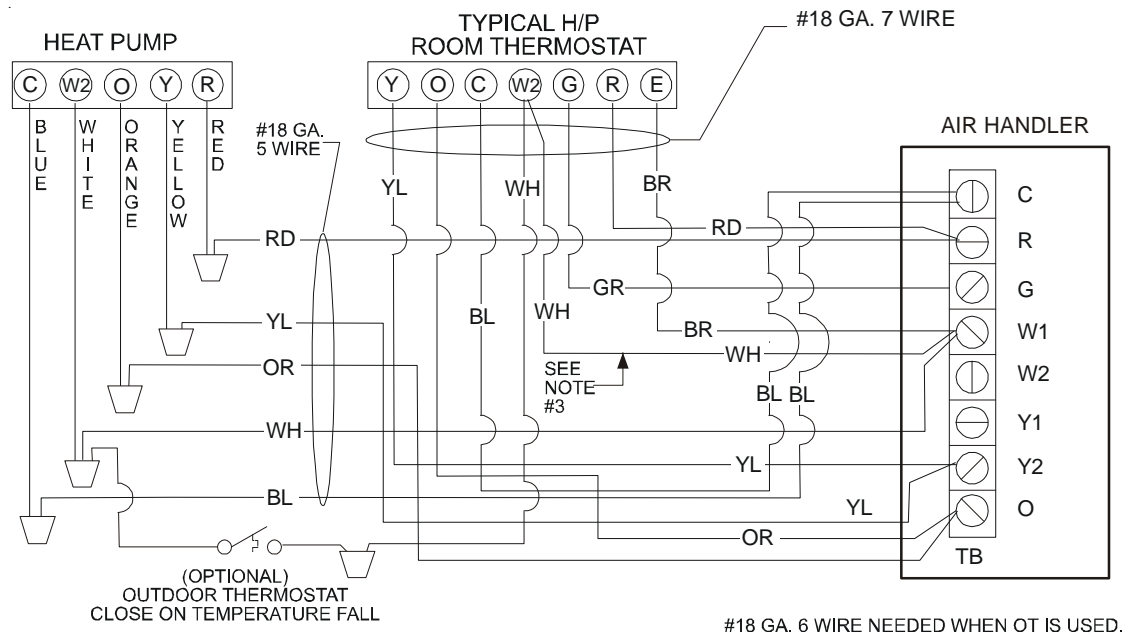 TYPICAL H/P
ROOM THERMOSTAT
#18 GA. 7 WIRE
HEAT PUMP
C W2 O Y R
Y O C W2 G R E
BLUE
WHITE
ORANGE
YELLOW
RED
#18 GA.
5 WIRE
AIR HANDLER
YL
WH
BR
C
RD
RD
R
GR
G
YL
BL
WH
BR
W1
OR
WH
SEE
NOTE
#3
W2
BL BL
WH
Y1
YL
Y2
BL
YL
O
OR
TB
(OPTIONAL)
OUTDOOR THERMOSTAT
CLOSE ON TEMPERATURE FALL
#18 GA. 6 WIRE NEEDED WHEN OT IS USED.